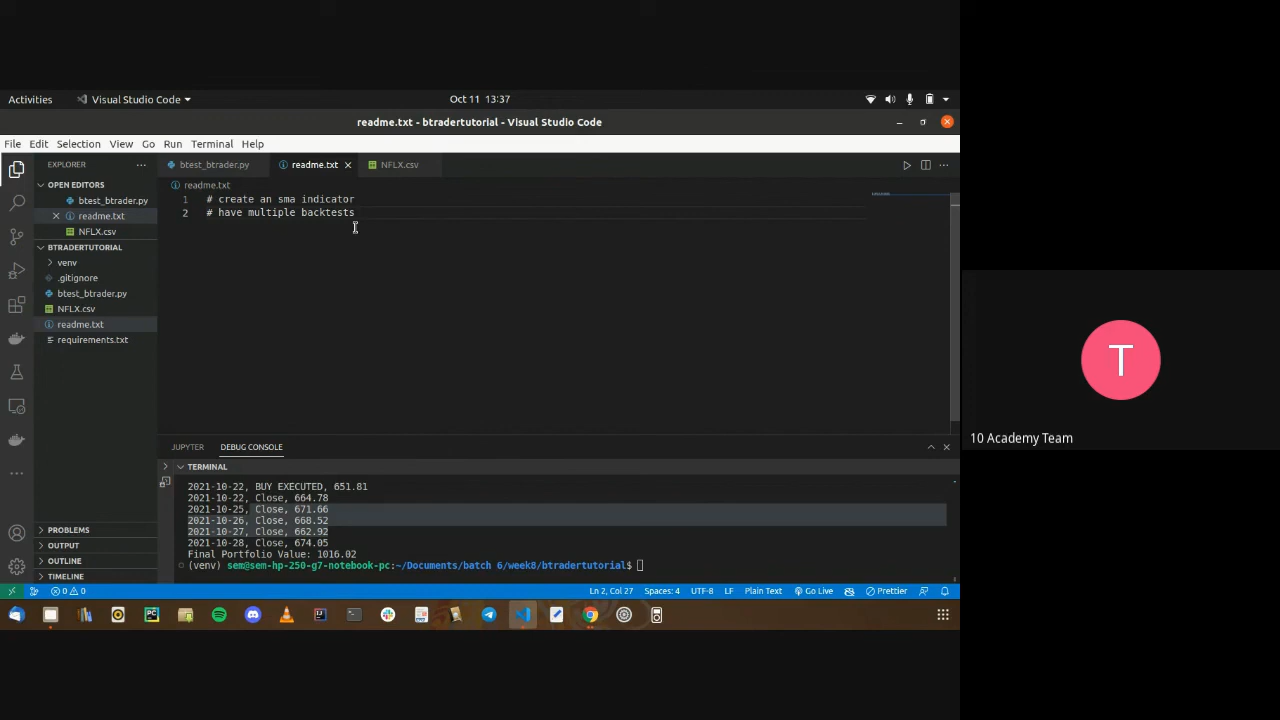 Activities
Visual Studio Code
Oct 11 13:37
readme.txt - btradertutorial - Visual Studio Code
File Edit Selection View Go Run Terminal Help
EXPLORER
btest_btrader.py
readme.txt
NFLX.csv
OPEN EDITORS
btest_btrader.py
readme.txt
NFLX.csv
BTRADERTUTORIAL
venv
.gitignore
btest_btrader.py
NFLX.csv
readme.txt
requirements.txt
PROBLEMS
OUTPUT
OUTLINE
TIMELINE
readme.txt
1 # create an sma indicator
2 # have multiple backtests
JUPYTER DEBUG CONSOLE
TERMINAL
2021-10-22, BUY EXECUTED, 651.81
2021-10-22, Close, 664.78
2021-10-25, Close, 671.66
2021-10-26, Close, 668.52
2021-10-27, Close, 662.92
2021-10-28, Close, 674.05
Final Portfolio Value: 1016.02
(venv) sem@sem-hp-250-g7-notebook-pc:~/Documents/batch 6/week8/btradertutorial$
0 0 Ln 2, Col 27 Spaces: 4 UTF-8 LF Plain Text Go Live Prettier
T
10 Academy Team